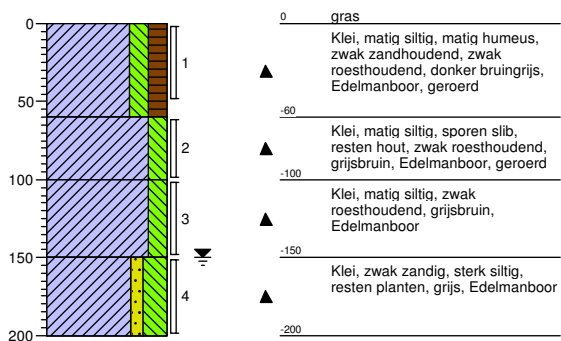 0
50
100
150
200
1
2
3
4
0 gras
Klei, matig siltig, matig humeus,
zwak zandhoudend, zwak
roesthoudend, donker bruingrijs,
Edelmanboor, geroerd
-60
Klei, matig siltig, sporen slib,
resten hout, zwak roesthoudend,
grijsbruin, Edelmanboor, geroerd
-100
Klei, matig siltig, zwak
roesthoudend, grijsbruin,
Edelmanboor
-150
Klei, zwak zandig, sterk siltig,
resten planten, grijs, Edelmanboor
-200